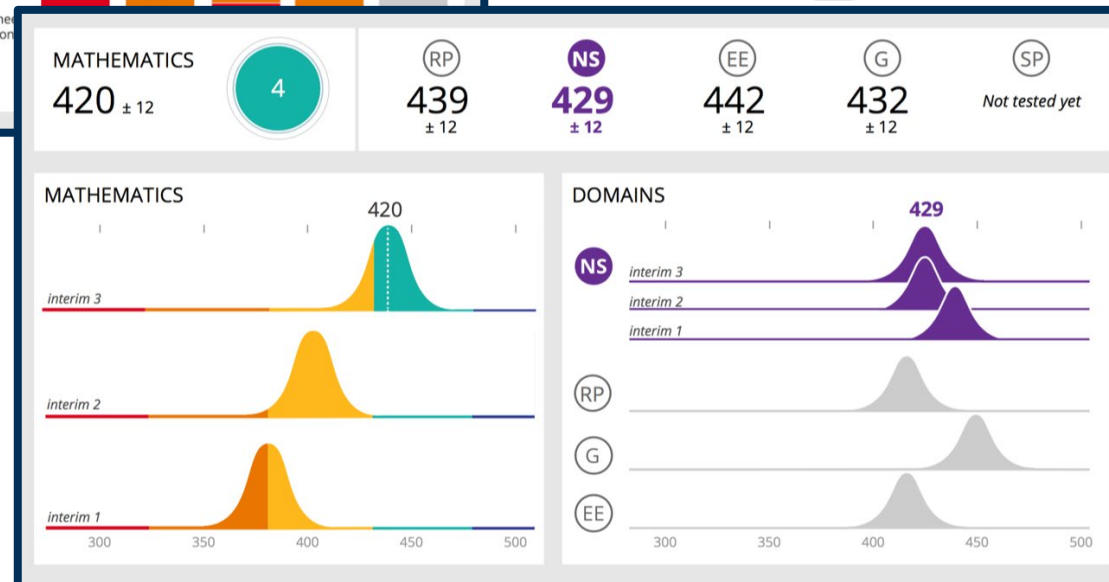 nee
on
MATHEMATICS
420 ± 12
4
RP
439
± 12
NS
429
± 12
EE
442
± 12
G
432
± 12
SP
Not tested yet
MATHEMATICS
420
interim 3
interim 2
interim 1
300 350 400 450 500
DOMAINS
429
NS
interim 3
interim 2
interim 1
RP
G
EE
300 350 400 450 500